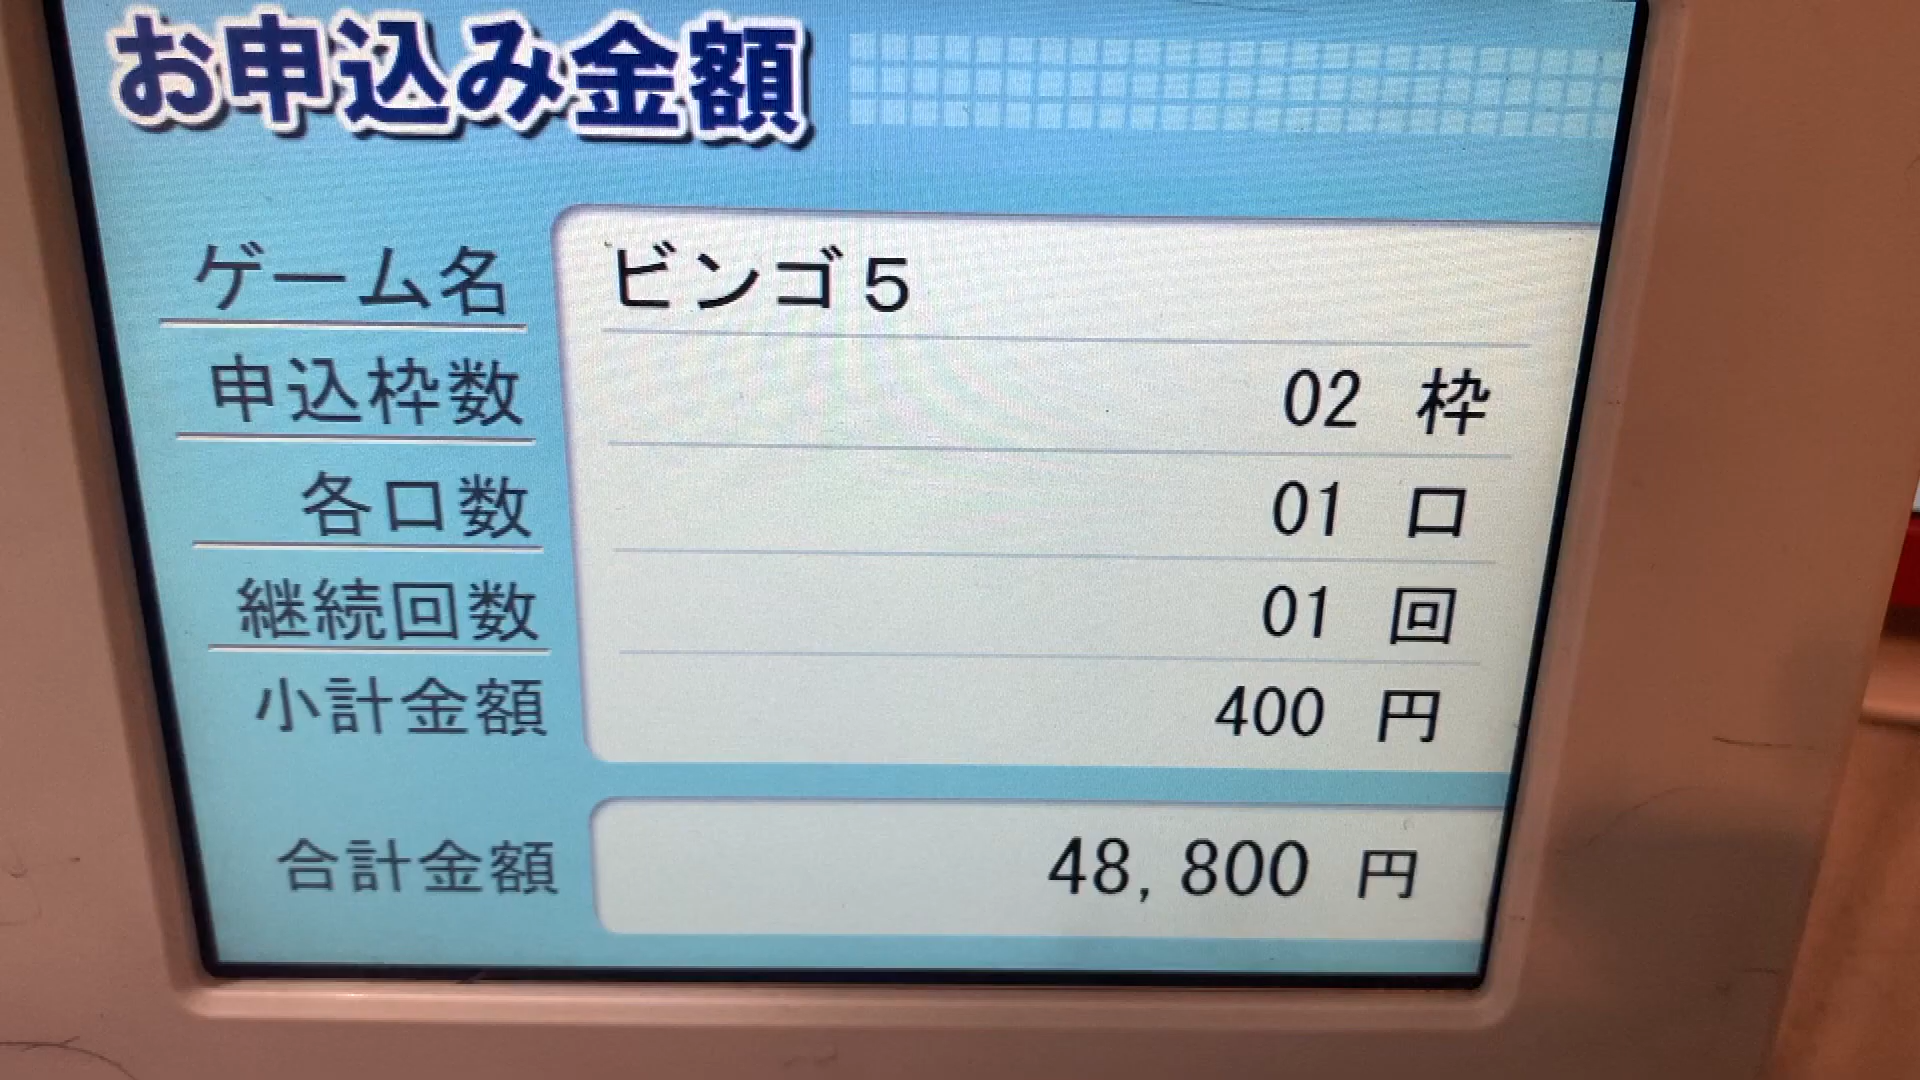 お申込み金額
ゲーム名 ビンゴ5
申込枠数 02 枠
各口数 01 口
継続回数 01 回
小計金額 400 円
合計金額 48,800 円